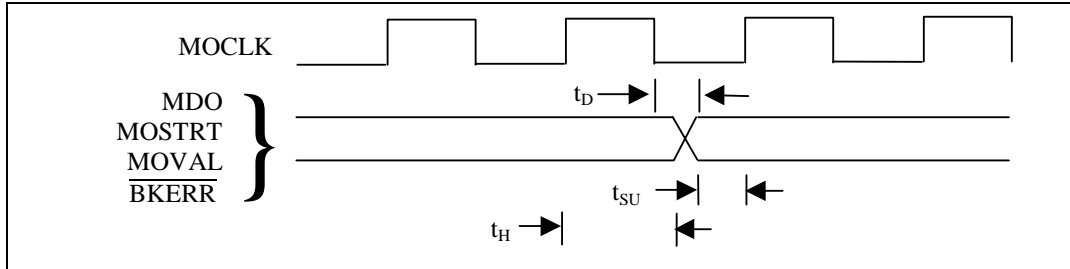 MOCLK
MDO
MOSTRT
MOVAL
BKERR
tD
tSU
tH